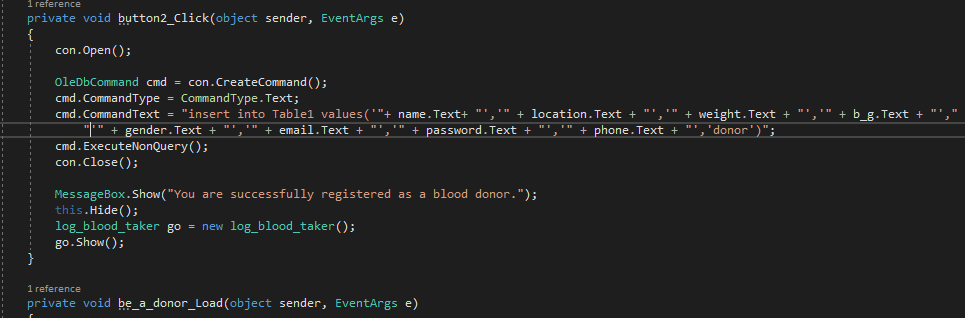 1 reference
private void button2_Click(object sender, EventArgs e)
{
con.Open();
OleDbCommand cmd = con.CreateCommand();
cmd.CommandType = CommandType.Text;
cmd.CommandText = "insert into Table1 values('"+ name.Text+ "','" + location.Text + "','" + weight.Text + "','" + b_g.Text + "',"
"'" + gender.Text + "','" + email.Text + "','" + password.Text + "','" + phone.Text + "','donor')";
cmd.ExecuteNonQuery();
con.Close();
MessageBox.Show("You are successfully registered as a blood donor.");
this.Hide();
log_blood_taker go = new log_blood_taker();
go.Show();
}
1 reference
private void be_a_donor_Load(object sender, EventArgs e)
{